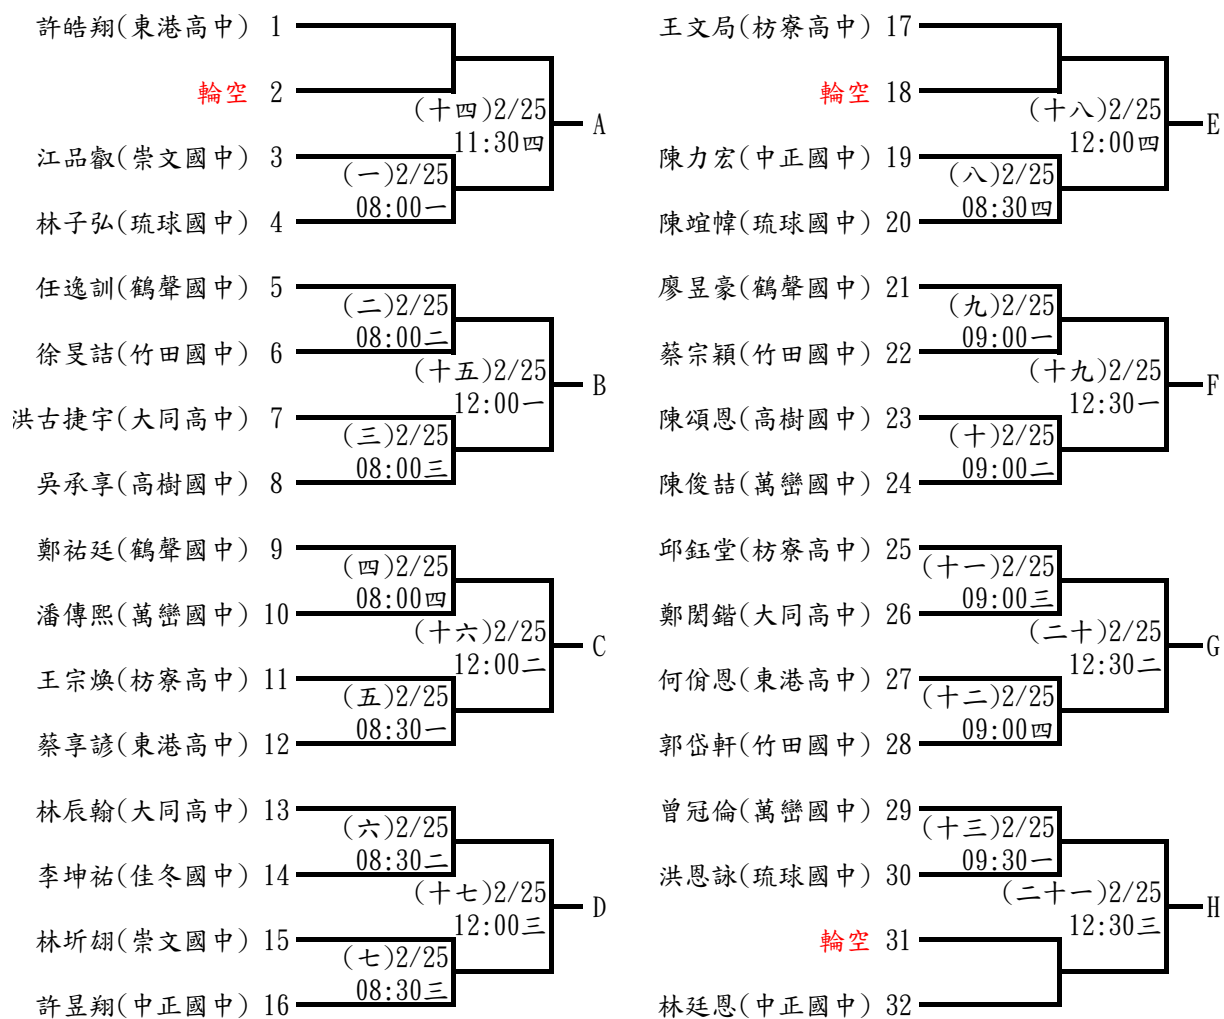 許皓翔(東港高中) 1
輪空 2
(十四)2/25
11:30四
A
江品叡(崇文國中) 3
(一)2/25
08:00一
林子弘(琉球國中) 4
任逸訓(鶴聲國中) 5
(二)2/25
08:00二
徐旻詰(竹田國中) 6
(十五)2/25
12:00一
B
洪古捷宇(大同高中) 7
(三)2/25
08:00三
吳承享(高樹國中) 8
鄭祐廷(鶴聲國中) 9
(四)2/25
08:00四
潘傳熙(萬巒國中) 10
(十六)2/25
12:00二
C
王宗煥(枋寮高中) 11
(五)2/25
08:30一
蔡享諺(東港高中) 12
林辰翰(大同高中) 13
(六)2/25
08:30二
李坤祐(佳冬國中) 14
(十七)2/25
12:00三
D
林圻翃(崇文國中) 15
(七)2/25
08:30三
許昱翔(中正國中) 16
王文局(枋寮高中) 17
輪空 18
(十八)2/25
12:00四
E
陳力宏(中正國中) 19
(八)2/25
08:30四
陳竩幃(琉球國中) 20
廖昱豪(鶴聲國中) 21
(九)2/25
09:00一
蔡宗穎(竹田國中) 22
(十九)2/25
12:30一
F
陳頌恩(高樹國中) 23
(十)2/25
09:00二
陳俊喆(萬巒國中) 24
邱鈺堂(枋寮高中) 25
(十一)2/25
09:00三
鄭閎鍇(大同高中) 26
(二十)2/25
12:30二
G
何佾恩(東港高中) 27
(十二)2/25
09:00四
郭岱軒(竹田國中) 28
曾冠倫(萬巒國中) 29
(十三)2/25
09:30一
洪恩詠(琉球國中) 30
(二十一)2/25
12:30三
H
輪空 31
林廷恩(中正國中) 32